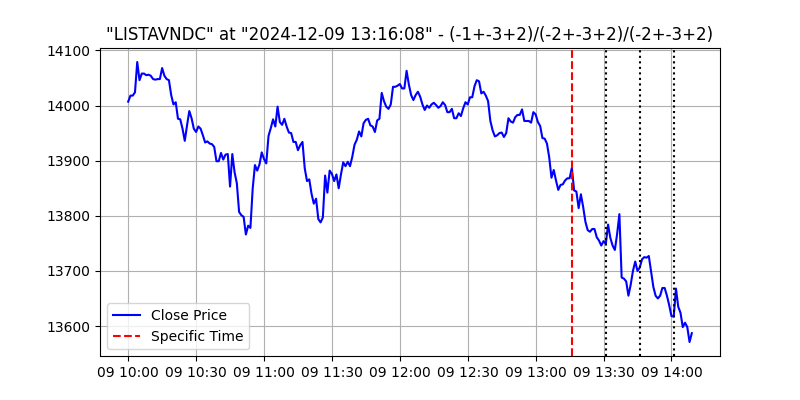 "LISTAVNDC" at "2024-12-09 13:16:08" - (-1+-3+2)/(-2+-3+2)/(-2+-3+2)
14100
14000
13900
13800
13700
13600
Close Price
Specific Time
09 10:00 09 10:30 09 11:00 09 11:30 09 12:00 09 12:30 09 13:00 09 13:30 09 14:00